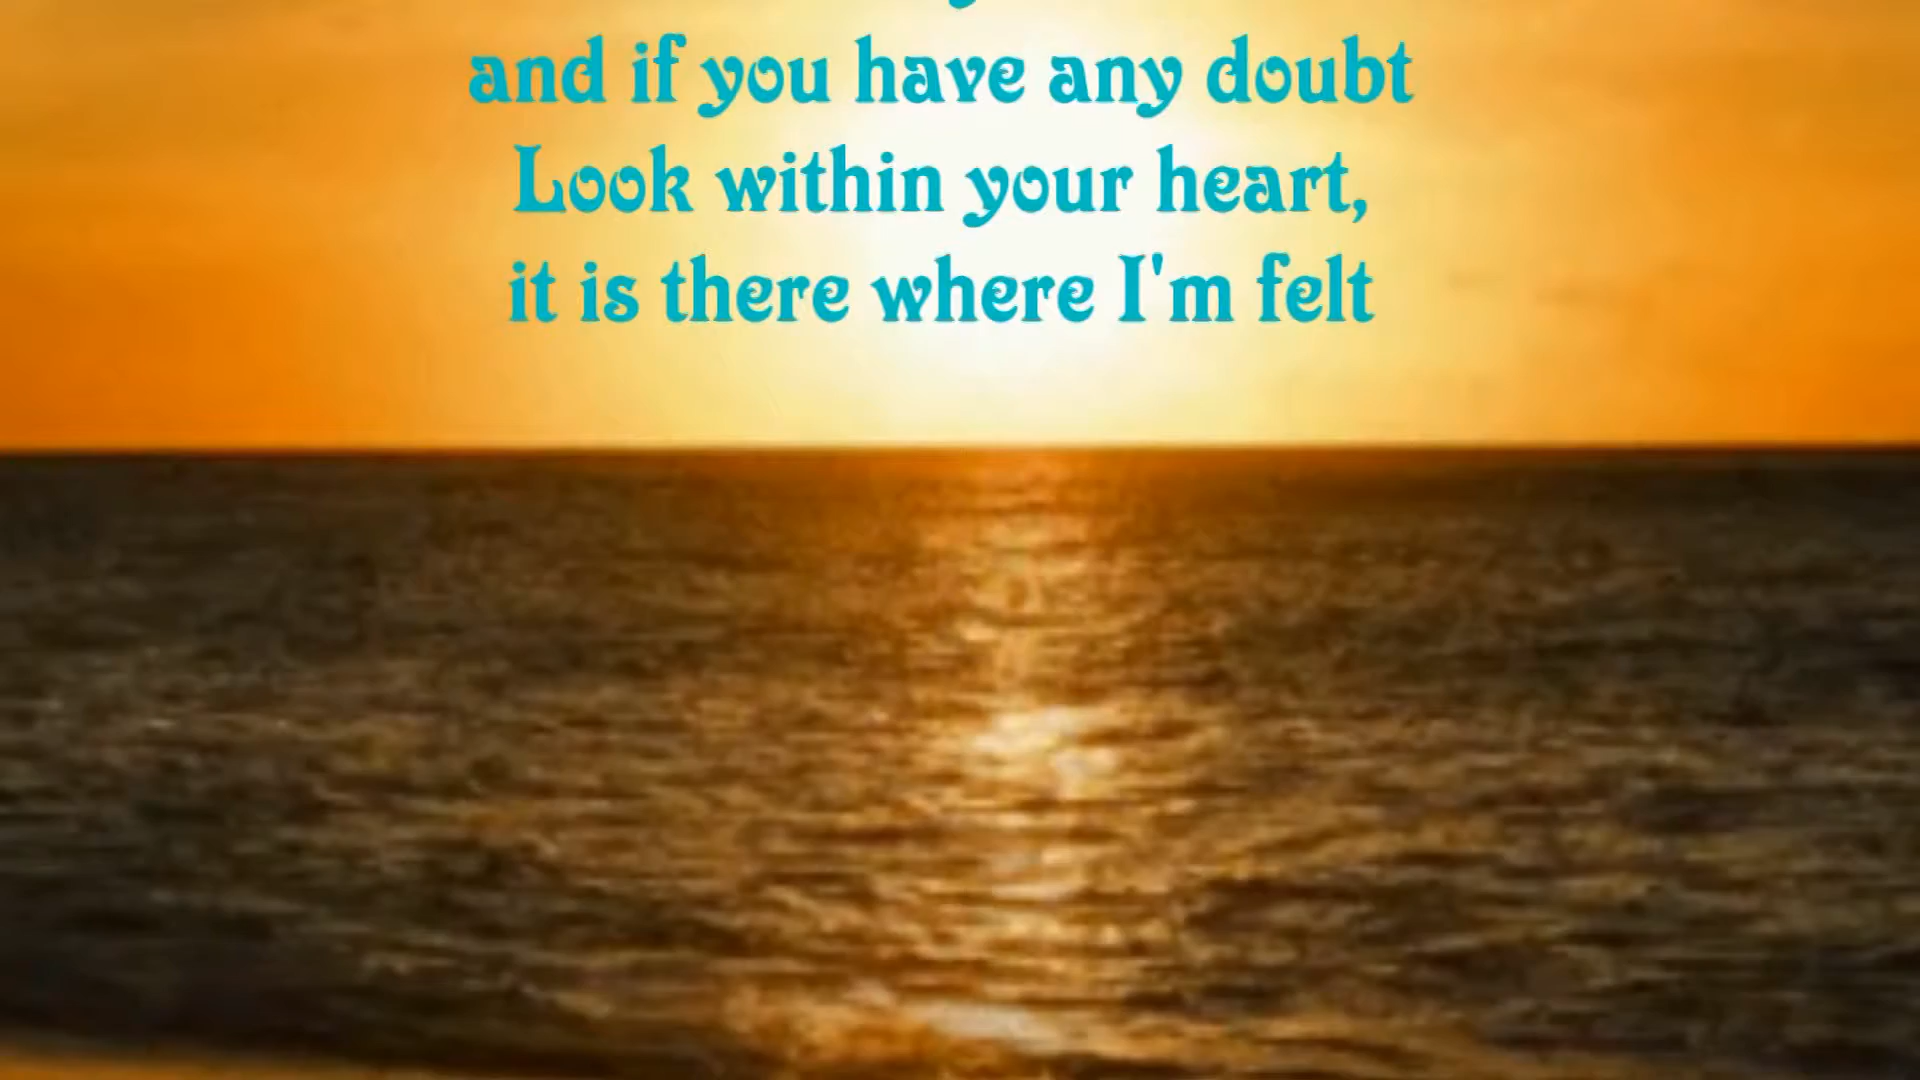 and if you have any doubt
Look within your heart,
it is there where I'm felt